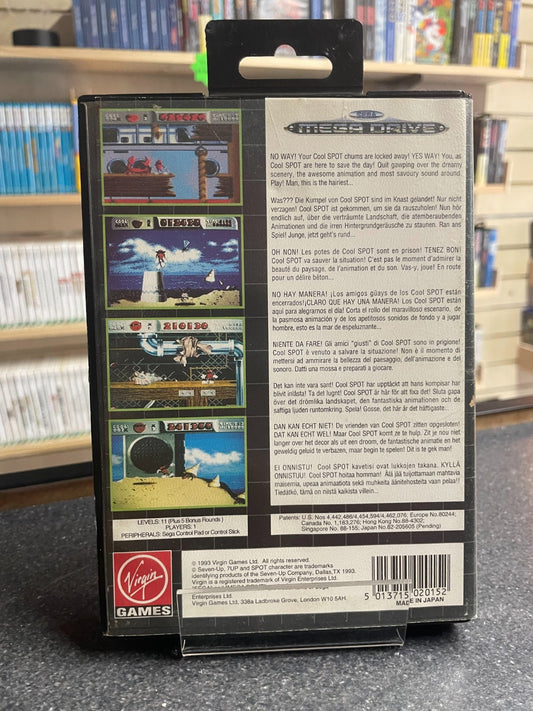 SEGA
MEGA DRIVE
NO WAY! Your Cool SPOT chums are locked away! YES WAY! You, as
Cool SPOT are here to save the day! Quit gawping over the scenery,
the awesome animation and most savoury sound around.
Play! Man, this is the hairiest...
Was??? Die Kumpel von Cool SPOT sind im Knast gelandet! Nur nicht
verzagen! Cool SPOT ist gekommen, um sie da rauszuholen! Nun hör
endlich auf, über die verträumte Landschaft, die atemberaubenden
Animationen und die irren Hintergrundgeräusche zu staunen. Ran ans
Spiel! Junge, jetzt geht's rund...
OH NON! Les potes de Cool SPOT sont en prison! TENEZ BON!
Cool SPOT va sauver la situation! C'est pas le moment d'admirer la
beauté du paysage, de l'animation et du son. Vas-y, joue! En route
pour un délire béton...
NO HAY MANERA! ¡Los amigos güays de los Cool SPOT están
encerrados!¡CLARO QUE HAY UNA MANERA! Los Cool SPOT están
aquí para alegrarnos el día! Corta el rollo del maravilloso escenario, de
la pasmosa animación y de los apetitosos sonidos de fondo y a jugar
hombre, esto es la mar de espeluznante...
NIENTE DA FARE! Gli amici "giusti" di Cool SPOT sono in prigione!
Cool SPOT è venuto a salvare la situazione! Non è il momento di
mettersi ad ammirare la bellezza del paesaggio, dell'animazione e del
sonoro. Datti una mossa e preparati a giocare.
Det kan inte vara sant! Cool SPOT har upptäckt att hans kompisar har
blivit inlåsta! Ta det lugnt! Cool SPOT är här för att fixa det! Sluta gapa
över det drömlika landskapet, den fantastiska animationen och de
saftiga ljuden runtomkring. Spela! Gosse, det här är det häftigaste...
DAN KAN ECHT NIET! De vrienden van Cool SPOT zitten opgesloten!
DAT KAN ECHT WEL! Maar Cool SPOT komt ze te hulp. Zit je nou niet
langer over het decor als uit een droom, de fantastische animatie en het
geweldig geluid te verbazen, maar begin te spelen! Dit is te gek man!
EI ONNISTU! Cool SPOT kavetisi ovat lukkojen takana. KYLLÄ
ONNISTUU! Cool SPOT hoitaa homman! Älä jää tuijottamaan mahtavia
maisemia, upeaa animaatiota sekä muhkeita äänitehosteita vaan pelaa!!
Tiedätkö, tämä on niistä kaikista villein...
LEVELS: 11 (Plus 5 Bonus Rounds )
PLAYERS: 1
PERIPHERALS: Sega Control Pad or Control Stick
Patents: U.S. Nos 4,442,486/4,454,594/4,462,076; Europe No.80244;
Canada No. 1,183,276; Hong Kong No.88-4302;
Singapore No. 88-155; Japan No.82-205605 (Pending)
Virgin
GAMES
© 1993 Virgin Games Ltd. All rights reserved.
© Seven-Up, 7UP and SPOT character are trademarks
identifying products of the Seven-Up Company, Dallas,TX 1993.
Virgin is a registered trademark of Virgin Enterprises Ltd.
Enterprises Ltd.
Virgin Games Ltd, 338a Ladbroke Grove, London W10 5AH.
5 013715 020152
MADE IN JAPAN